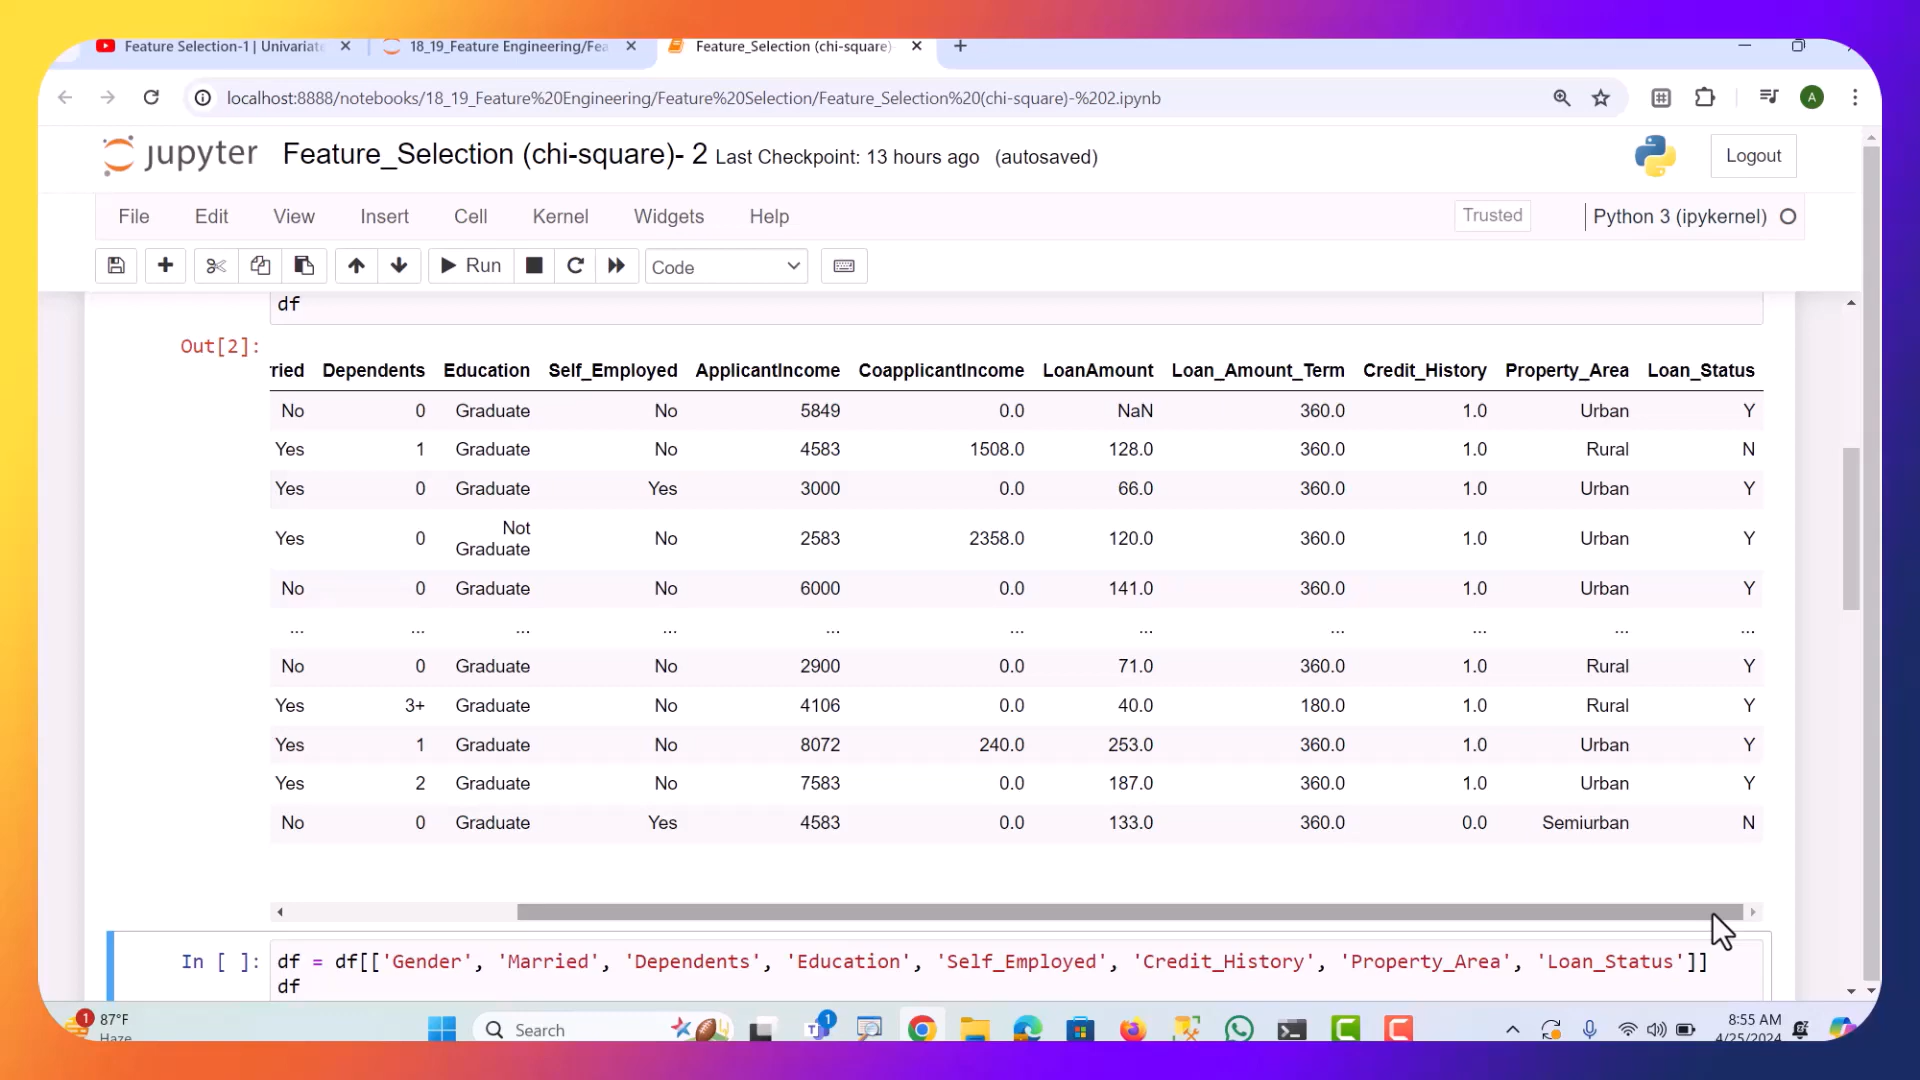 Feature Selection-1 | Univariate
18_19_Feature Engineering/Fea
Feature_Selection (chi-square)-
localhost:8888/notebooks/18_19_Feature%20Engineering/Feature%20Selection/Feature_Selection%20(chi-square)-%202.ipynb
A
jupyter Feature_Selection (chi-square)- 2 Last Checkpoint: 13 hours ago (autosaved)
Logout
File Edit View Insert Cell Kernel Widgets Help
Trusted
Python 3 (ipykernel)
Run
Code
df
Out[2]:
ried Dependents Education Self_Employed ApplicantIncome CoapplicantIncome LoanAmount Loan_Amount_Term Credit_History Property_Area Loan_Status
No 0 Graduate No 5849 0.0 NaN 360.0 1.0 Urban Y
Yes 1 Graduate No 4583 1508.0 128.0 360.0 1.0 Rural N
Yes 0 Graduate Yes 3000 0.0 66.0 360.0 1.0 Urban Y
Yes 0 Not Graduate No 2583 2358.0 120.0 360.0 1.0 Urban Y
No 0 Graduate No 6000 0.0 141.0 360.0 1.0 Urban Y
... ... ... ... ... ... ... ... ... ... ...
No 0 Graduate No 2900 0.0 71.0 360.0 1.0 Rural Y
Yes 3+ Graduate No 4106 0.0 40.0 180.0 1.0 Rural Y
Yes 1 Graduate No 8072 240.0 253.0 360.0 1.0 Urban Y
Yes 2 Graduate No 7583 0.0 187.0 360.0 1.0 Urban Y
No 0 Graduate Yes 4583 0.0 133.0 360.0 0.0 Semiurban N
In [ ]: df = df[['Gender', 'Married', 'Dependents', 'Education', 'Self_Employed', 'Credit_History', 'Property_Area', 'Loan_Status']]
df
1
87°F
Haze
Search
1
8:55 AM
4/25/2024